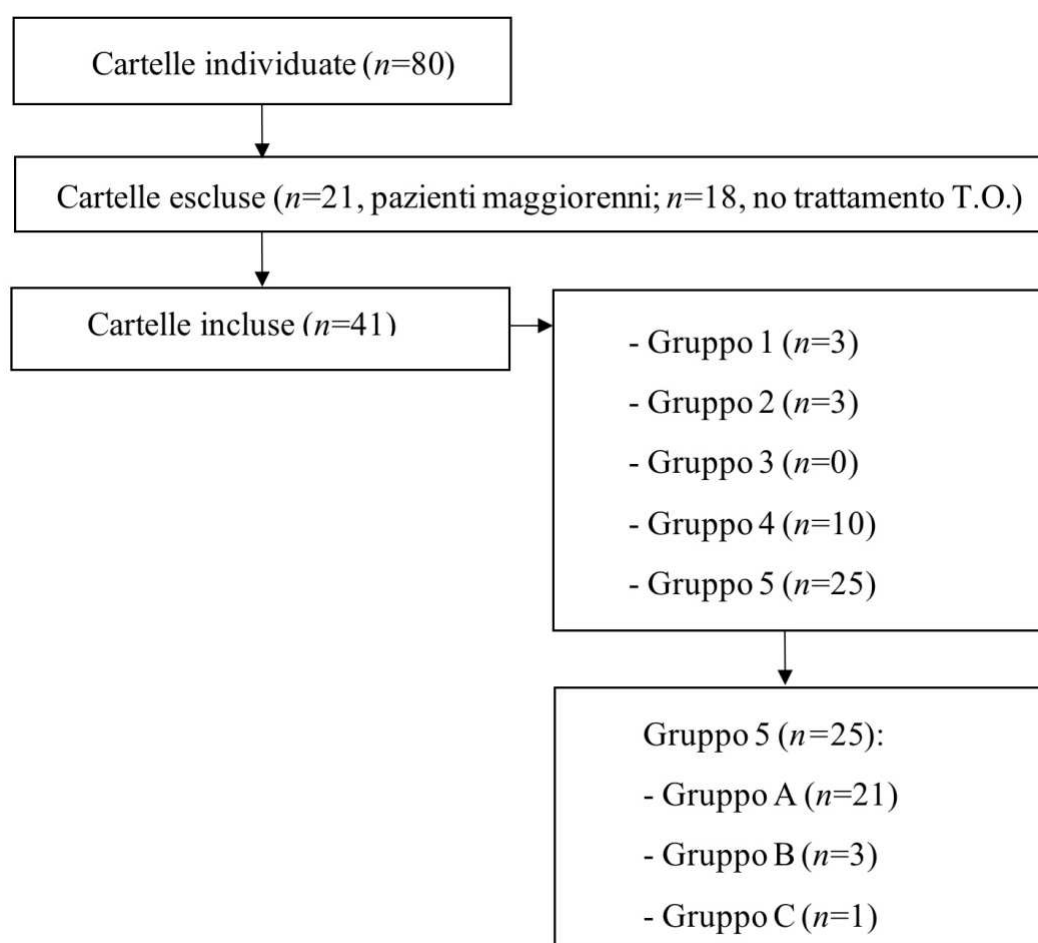 Cartelle individuate (n=80)
Cartelle escluse (n=21, pazienti maggiorenni; n=18, no trattamento T.O.)
Cartelle incluse (n=41)
- Gruppo 1 (n=3)
- Gruppo 2 (n=3)
- Gruppo 3 (n=0)
- Gruppo 4 (n=10)
- Gruppo 5 (n=25)
Gruppo 5 (n=25):
- Gruppo A (n=21)
- Gruppo B (n=3)
- Gruppo C (n=1)